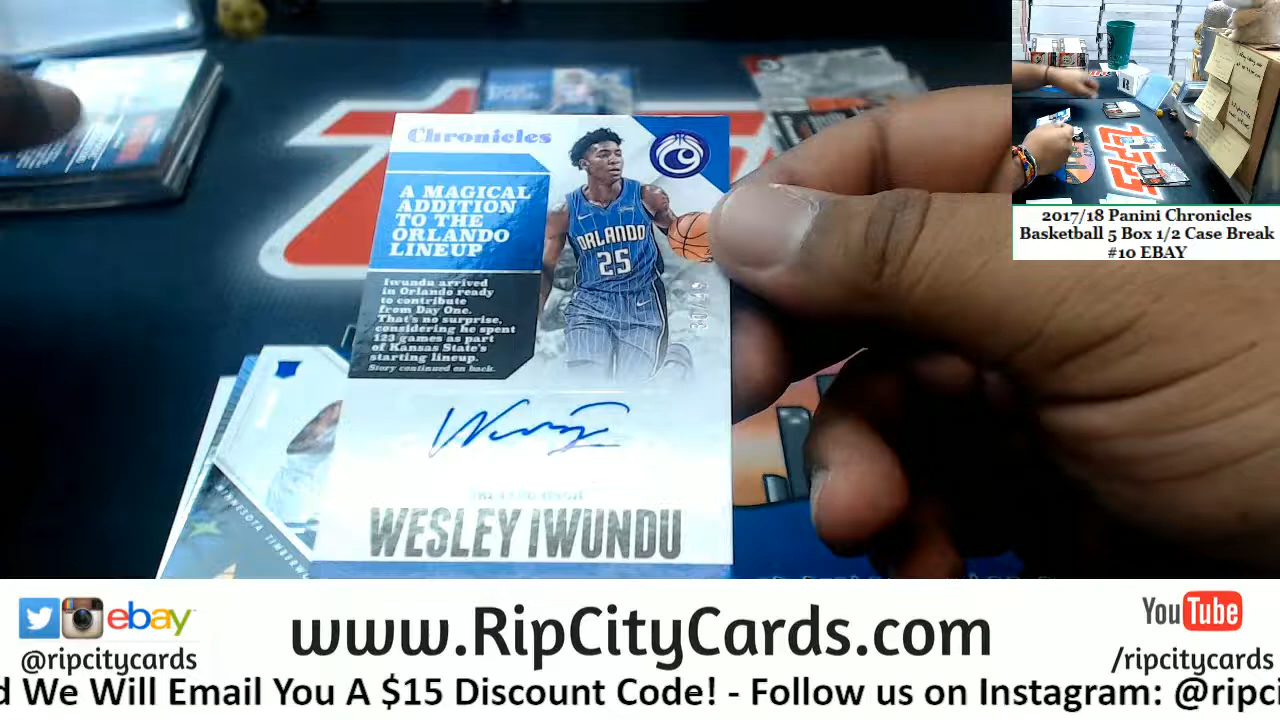 Chronicles
A MAGICAL
ADDITION
TO THE
ORLANDO
LINEUP
Iwundu arrived
in Orlando ready
to contribute
from Day One.
That's no surprise,
considering he spent
123 games as part
of Kansas State's
starting lineup.
Story continued on back.
ORLANDO
25
WESLEY IWUNDU
MINNESOTA
2017/18 Panini Chronicles
Basketball 5 Box 1/2 Case Break
#10 EBAY
ebay
@ripcitycards
www.RipCityCards.com
YouTube
/ripcitycards
d We Will Email You A $15 Discount Code! - Follow us on Instagram: @ripci